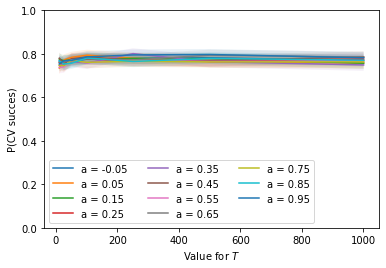 1.0
0.8
0.6
0.4
0.2
0.0
P(CV succes)
a = -0.05 a = 0.35 a = 0.75
a = 0.05 a = 0.45 a = 0.85
a = 0.15 a = 0.55 a = 0.95
a = 0.25 a = 0.65
0 200 400 600 800 1000
Value for T